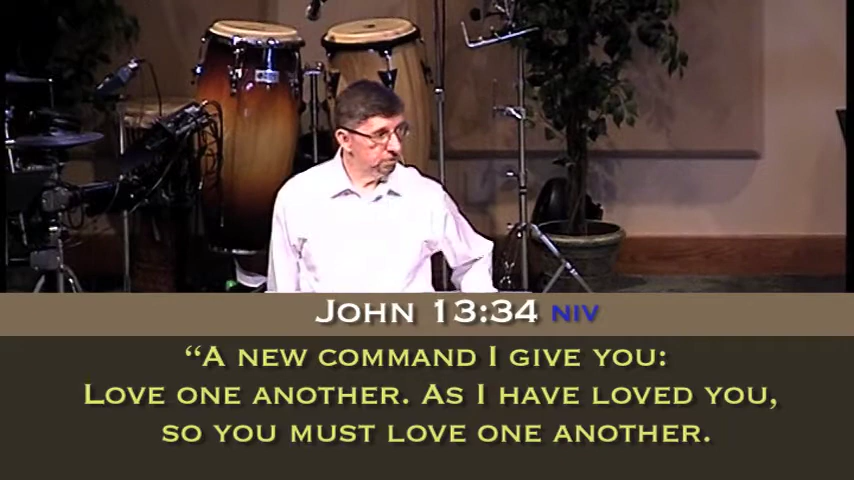 JOHN 13:34 NIV
“A NEW COMMAND I GIVE YOU:
LOVE ONE ANOTHER. AS I HAVE LOVED YOU,
SO YOU MUST LOVE ONE ANOTHER.